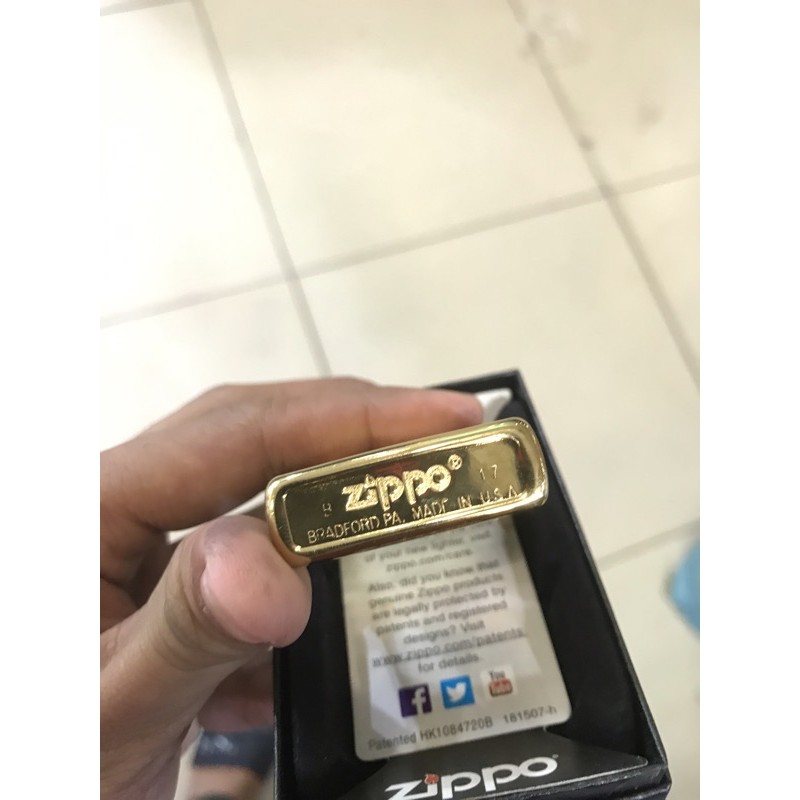 B zippo® 17
BRADFORD PA. MADE IN U.S.A
of your new lighter, visit
zippo.com/care.
Also, did you know that
genuine Zippo products
are legally protected by
patents and registered
designs? Visit
www.zippo.com/patents
for details.
You
Tube
Patented HK1084720B 181507-h
zippo